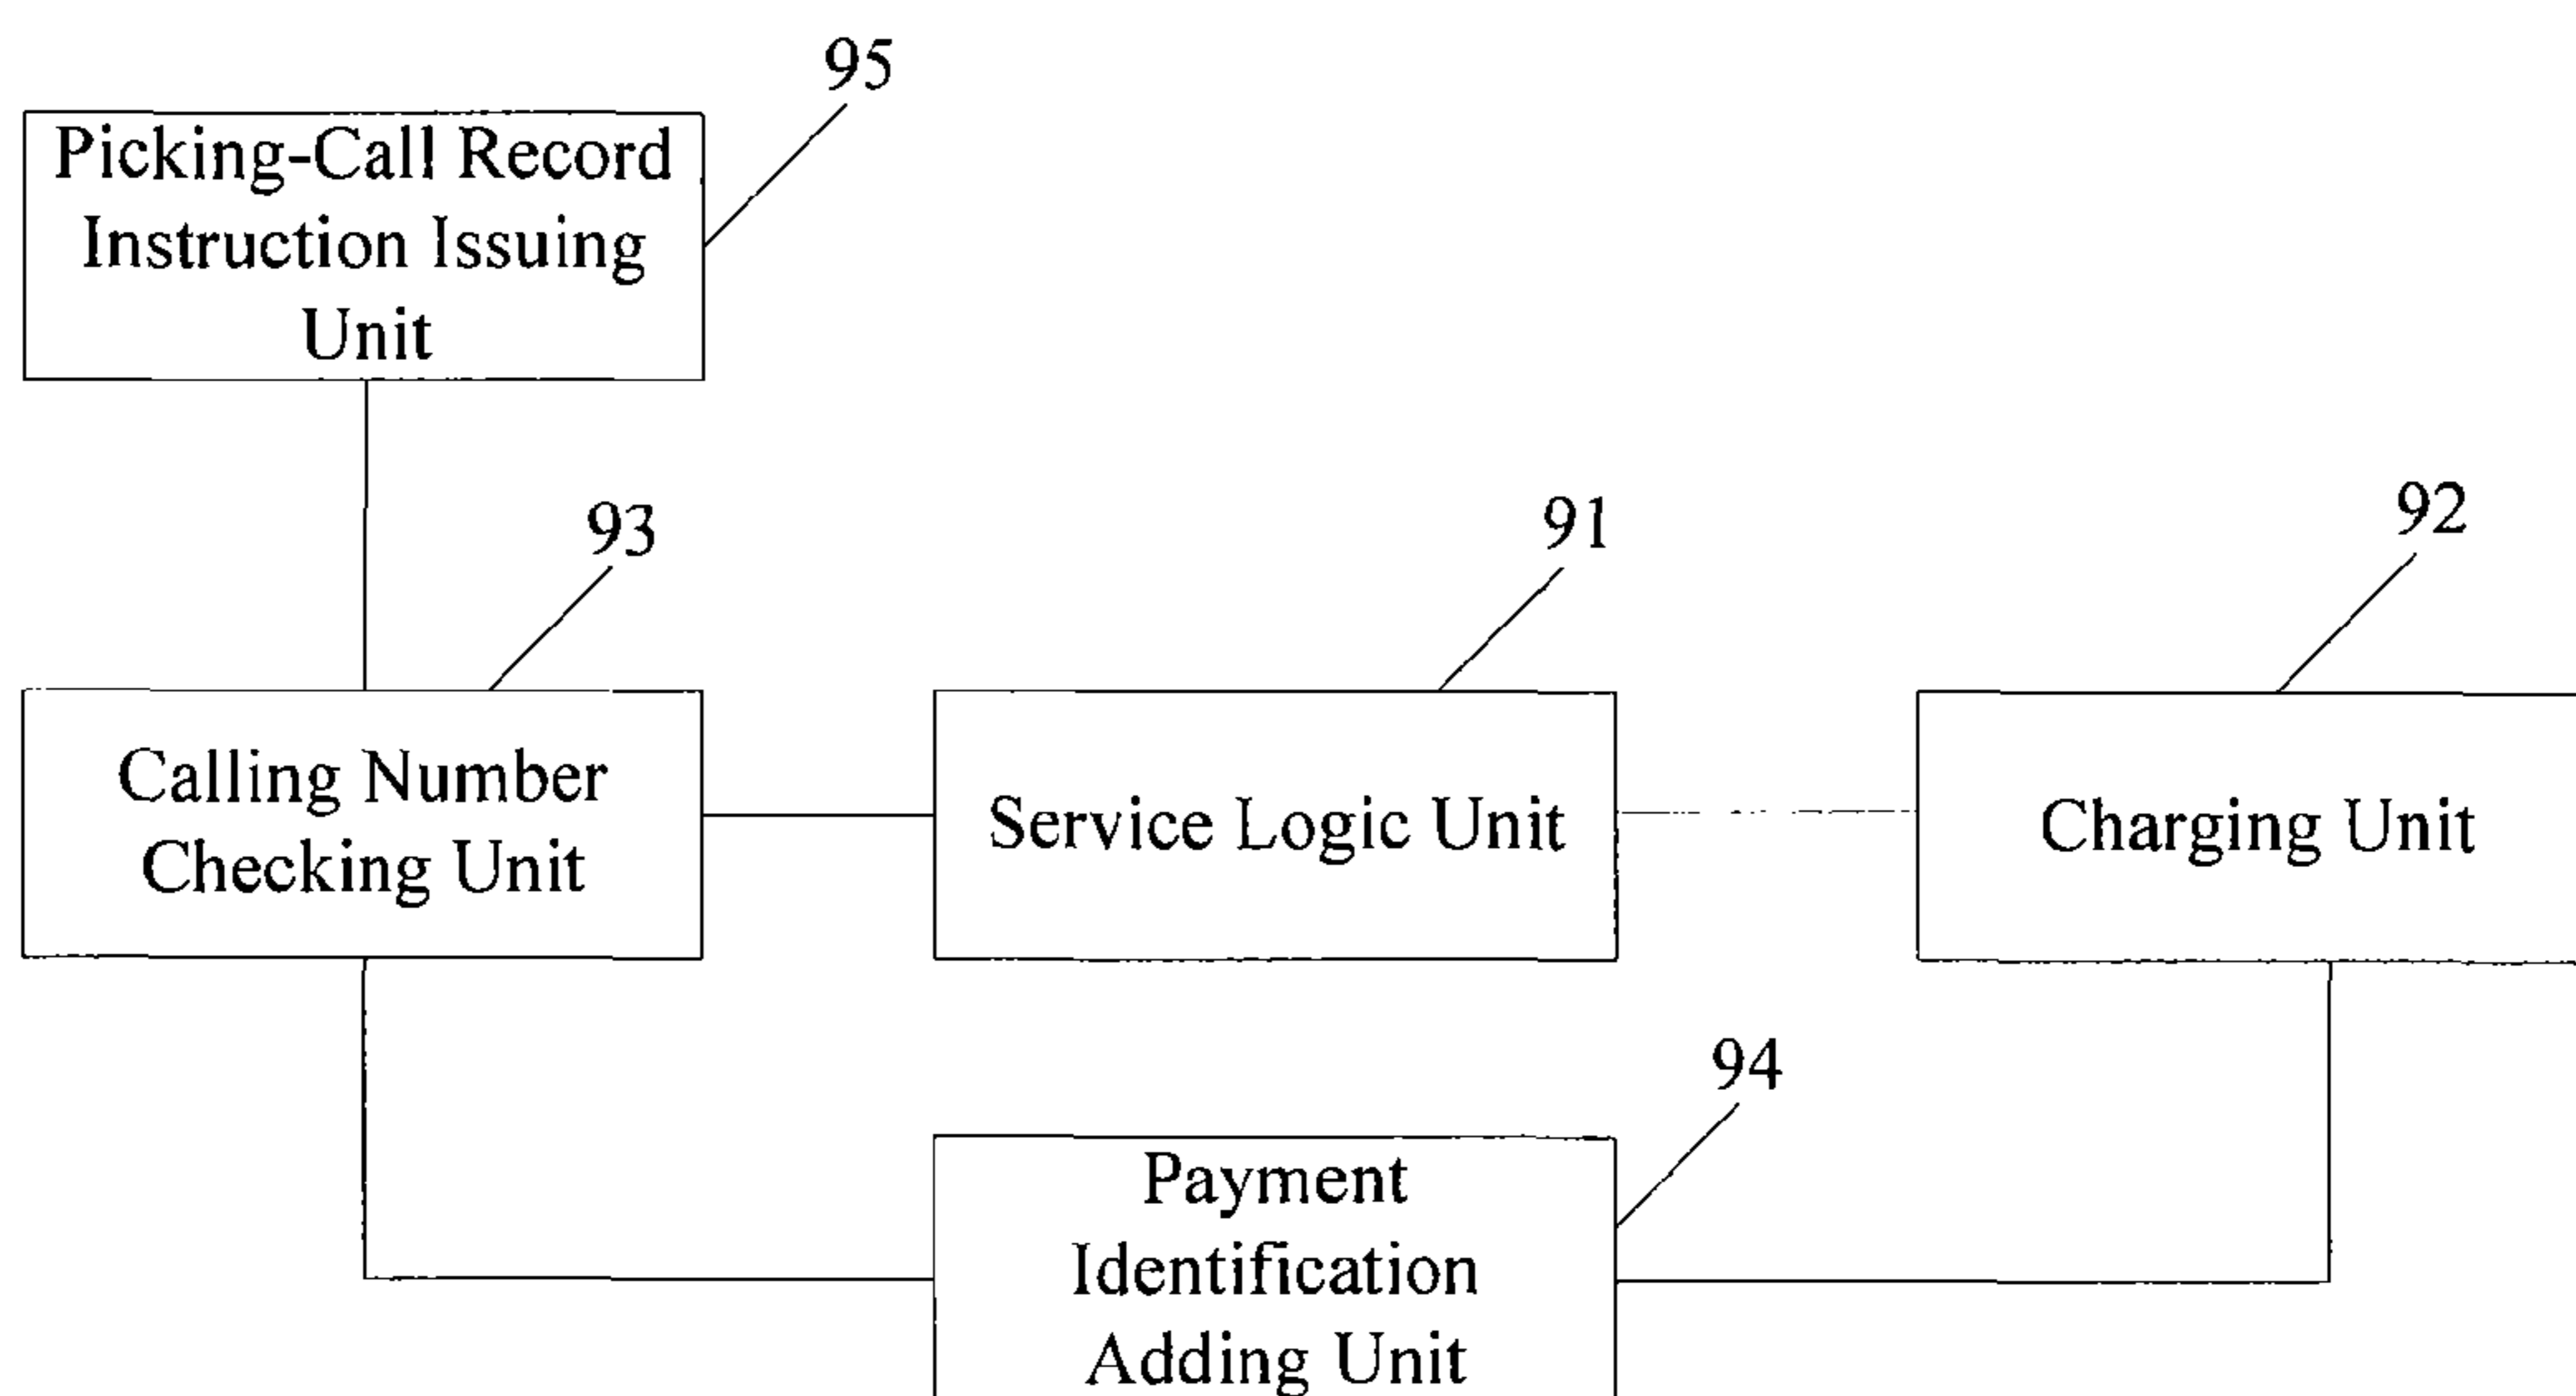 95
Picking-Call Record
Instruction Issuing
Unit
93
91
92
Calling Number
Checking Unit
Service Logic Unit
Charging Unit
94
Payment
Identification
Adding Unit